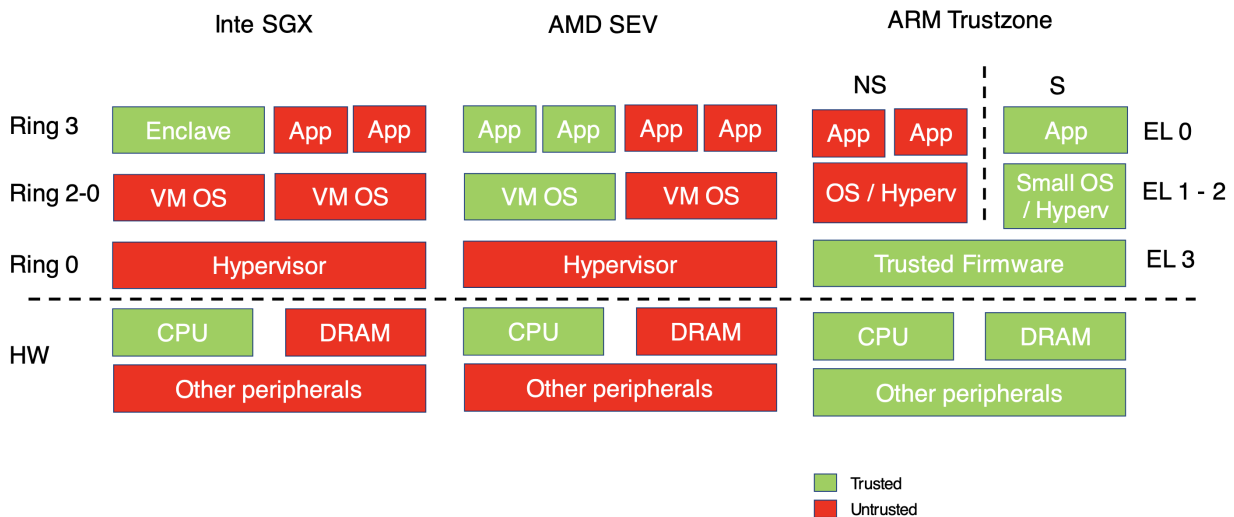 Inte SGX
AMD SEV
ARM Trustzone
NS
S
Ring 3
Enclave
App
App
App
App
App
App
App
App
App
EL 0
Ring 2-0
VM OS
VM OS
VM OS
VM OS
OS / Hyperv
Small OS
/ Hyperv
EL 1 - 2
Ring 0
Hypervisor
Hypervisor
Trusted Firmware
EL 3
HW
CPU
DRAM
CPU
DRAM
CPU
DRAM
Other peripherals
Other peripherals
Other peripherals
Trusted
Untrusted